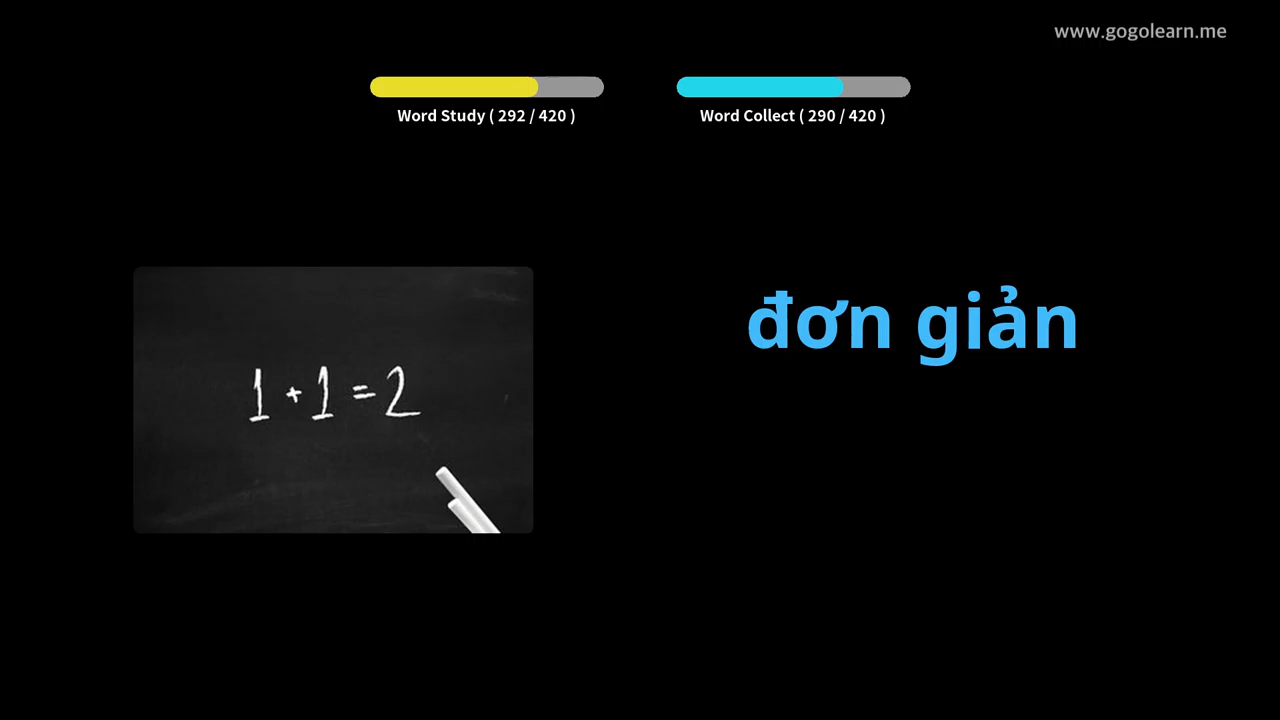 www.gogolearn.me
Word Study ( 292 / 420 )
Word Collect ( 290 / 420 )
đơn giản
1 + 1 = 2